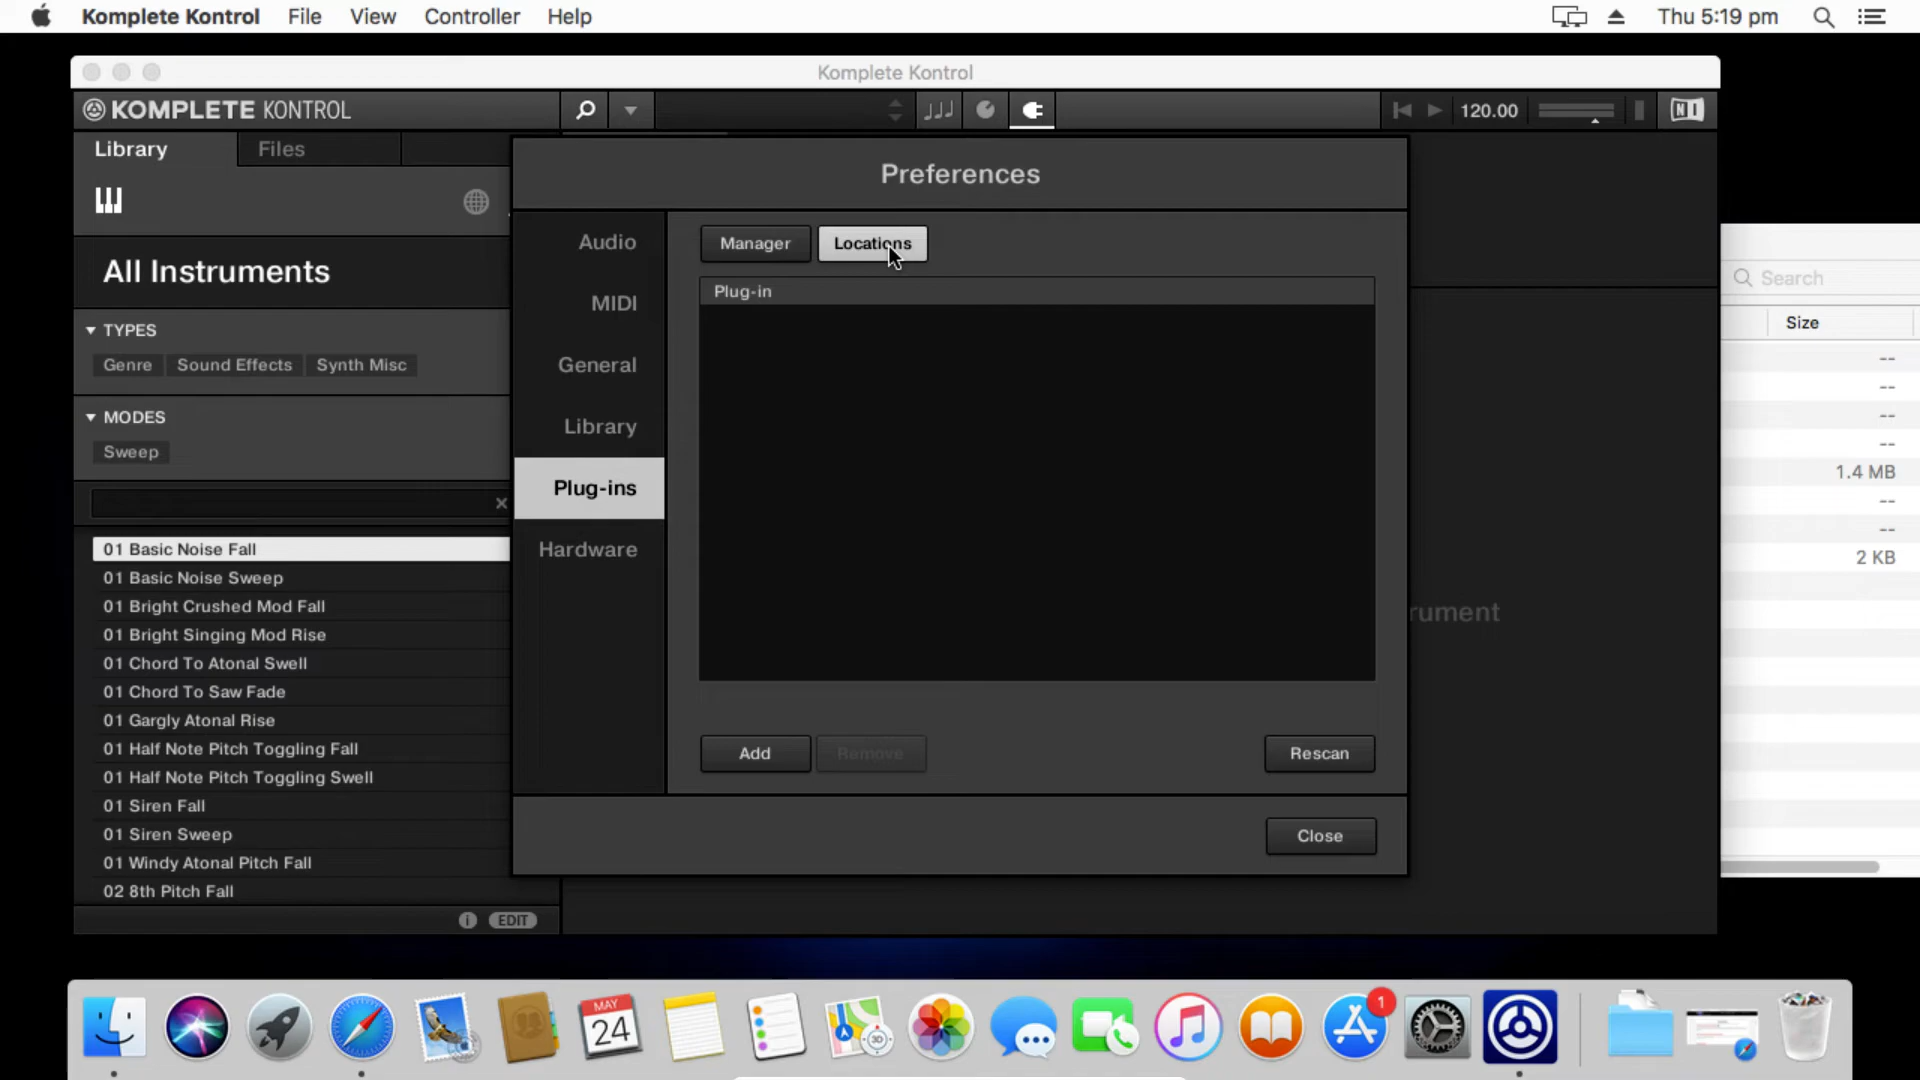 Komplete Kontrol File View Controller Help Thu 5:19 pm
Komplete Kontrol
KOMPLETE KONTROL 120.00 NI
Library Files
Preferences
Audio
MIDI
General
Library
Plug-ins
Hardware
Manager Locations
Plug-in
Add Remove Rescan
Close
All Instruments
TYPES
Genre Sound Effects Synth Misc
MODES
Sweep
01 Basic Noise Fall
01 Basic Noise Sweep
01 Bright Crushed Mod Fall
01 Bright Singing Mod Rise
01 Chord To Atonal Swell
01 Chord To Saw Fade
01 Gargly Atonal Rise
01 Half Note Pitch Toggling Fall
01 Half Note Pitch Toggling Swell
01 Siren Fall
01 Siren Sweep
01 Windy Atonal Pitch Fall
02 8th Pitch Fall
EDIT
rument
Search
Size
--
--
--
--
1.4 MB
--
--
2 KB
MAY
24
3D
1